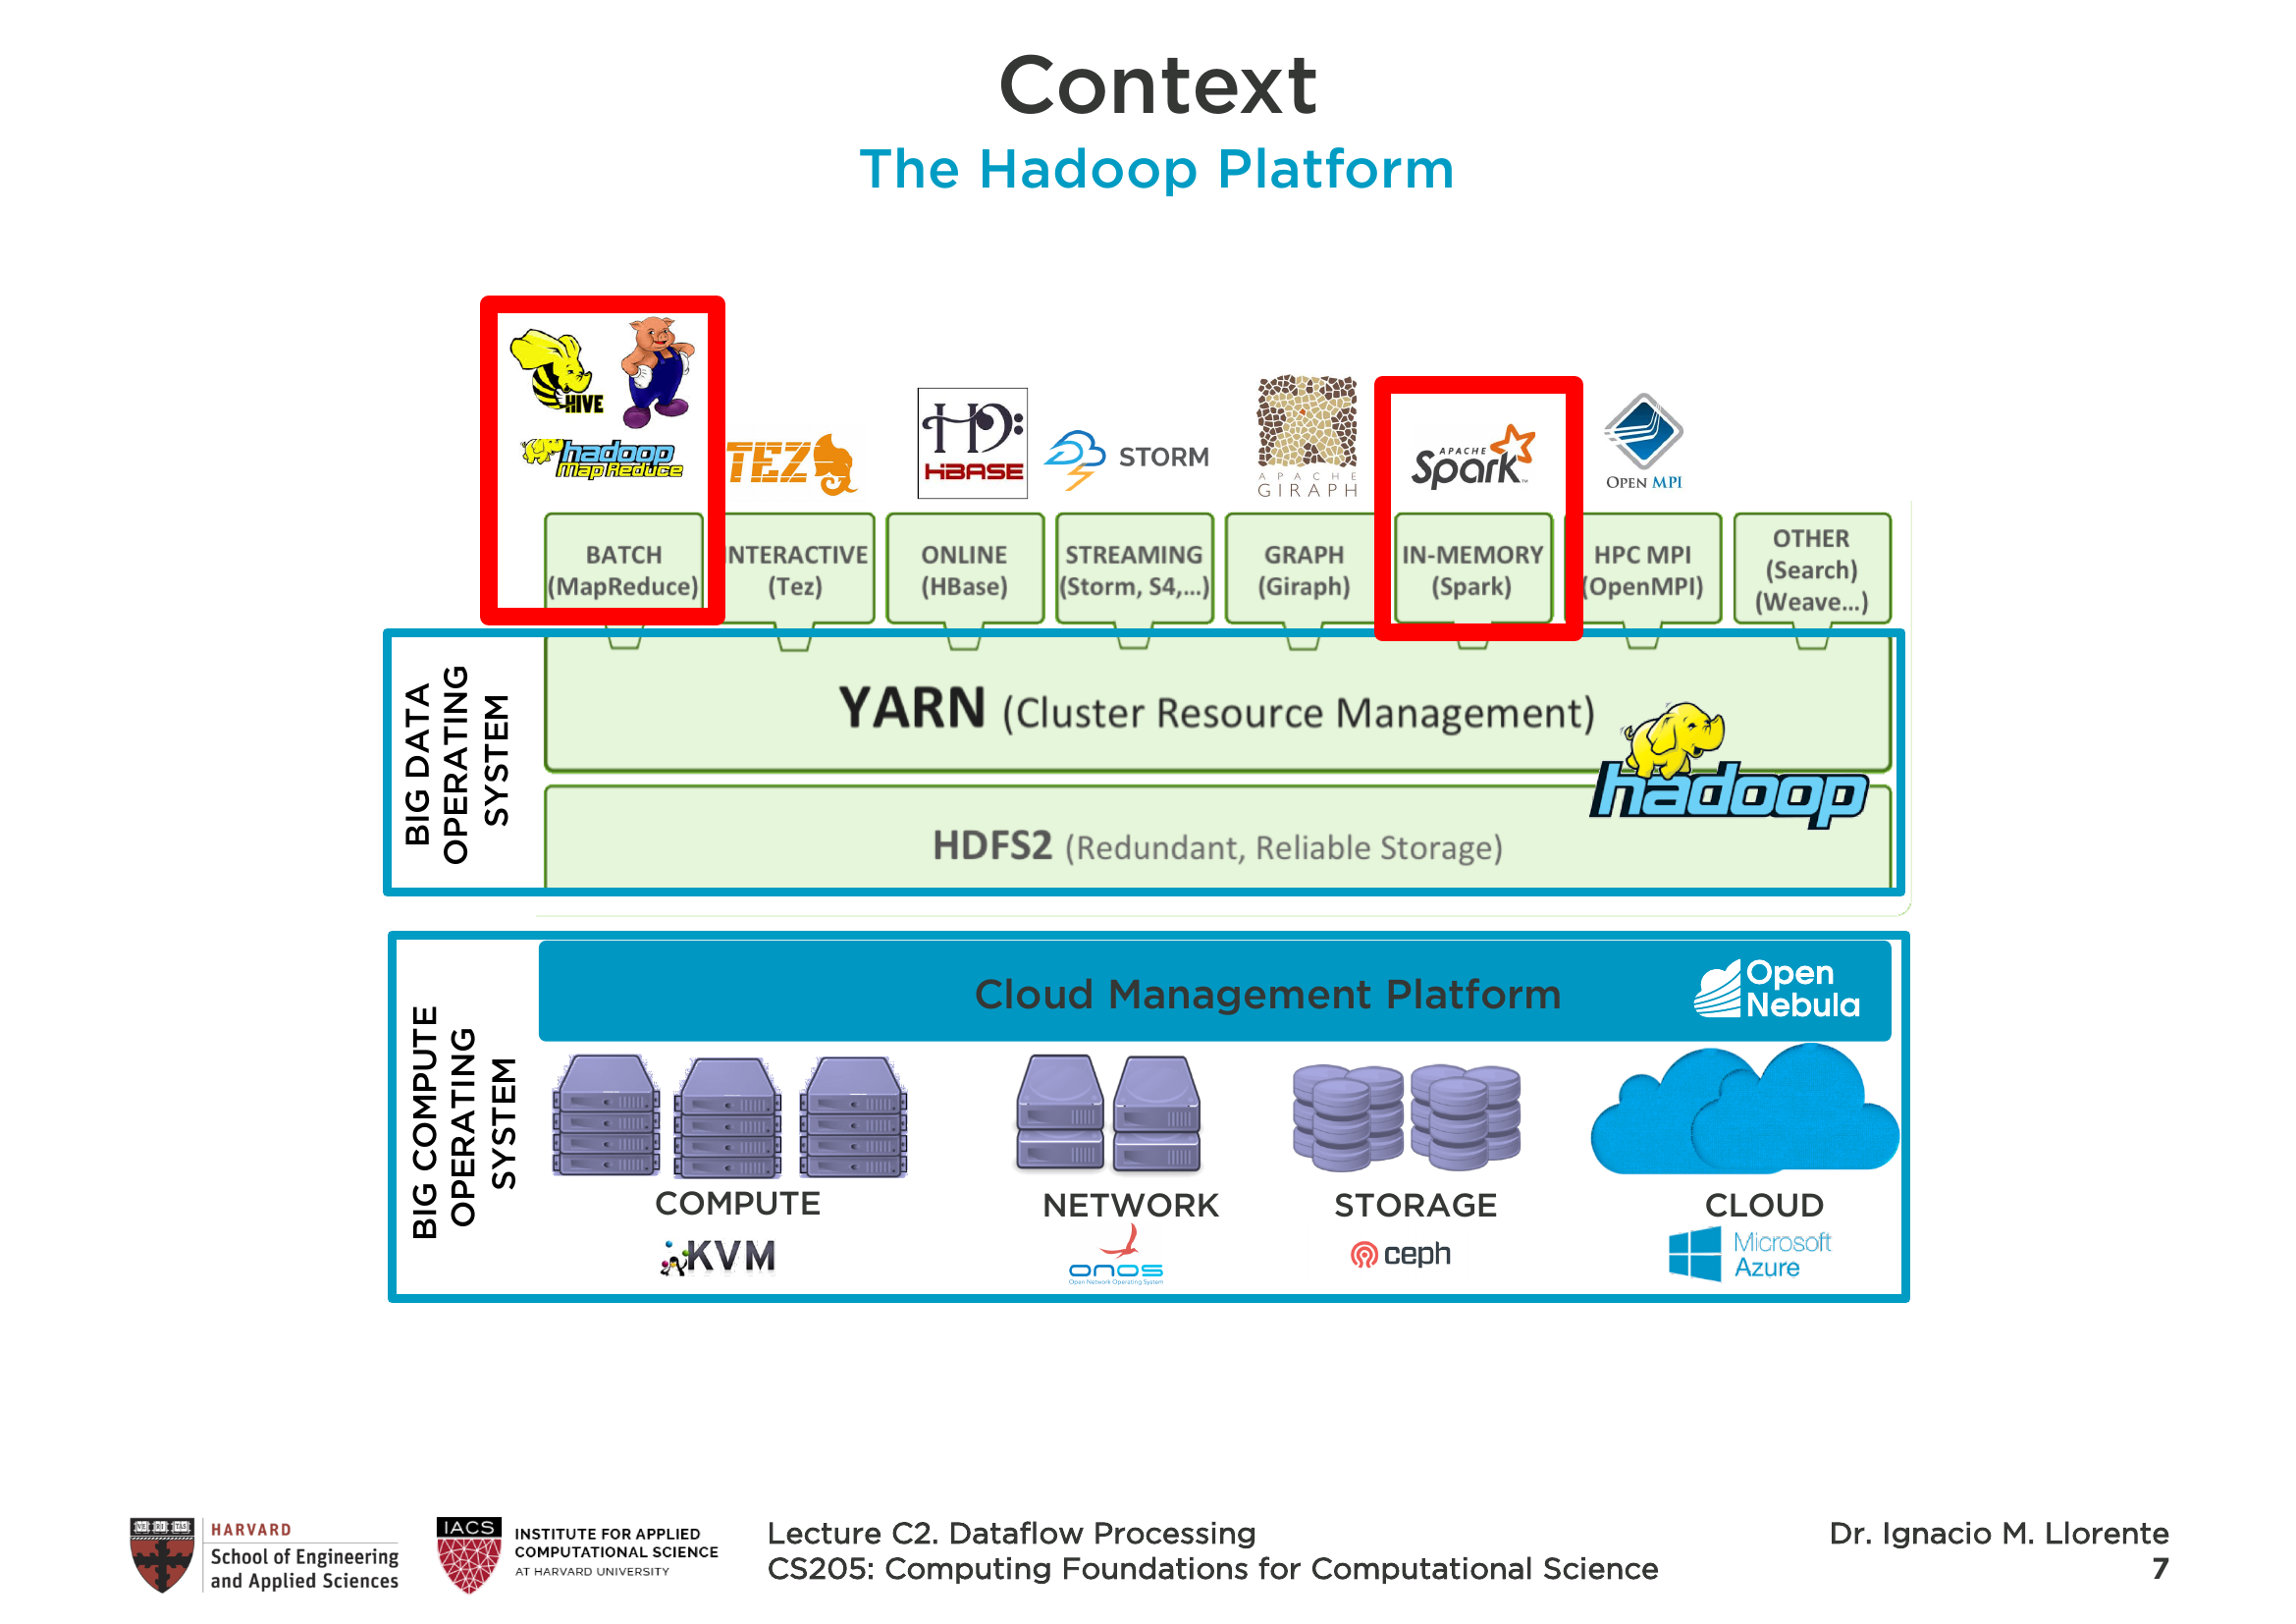 Context
The Hadoop Platform
HIVE
hadoop
MapReduce
TEZ
HBASE
STORM
APACHE
GIRAPH
APACHE
Spark
OPEN MPI
BATCH
(MapReduce)
NTERACTIVE
(Tez)
ONLINE
(HBase)
STREAMING
(Storm, S4,...)
GRAPH
(Giraph)
IN-MEMORY
(Spark)
HPC MPI
(OpenMPI)
OTHER
(Search)
(Weave...)
BIG DATA
OPERATING
SYSTEM
YARN (Cluster Resource Management)
hadoop
HDFS2 (Redundant, Reliable Storage)
BIG COMPUTE
OPERATING
SYSTEM
Cloud Management Platform
Open
Nebula
COMPUTE
KVM
NETWORK
onos
Open Network Operating System
STORAGE
ceph
CLOUD
Microsoft
Azure
VE RI TAS
HARVARD
School of Engineering
and Applied Sciences
IACS
INSTITUTE FOR APPLIED
COMPUTATIONAL SCIENCE
AT HARVARD UNIVERSITY
Lecture C2. Dataflow Processing
CS205: Computing Foundations for Computational Science
Dr. Ignacio M. Llorente
7